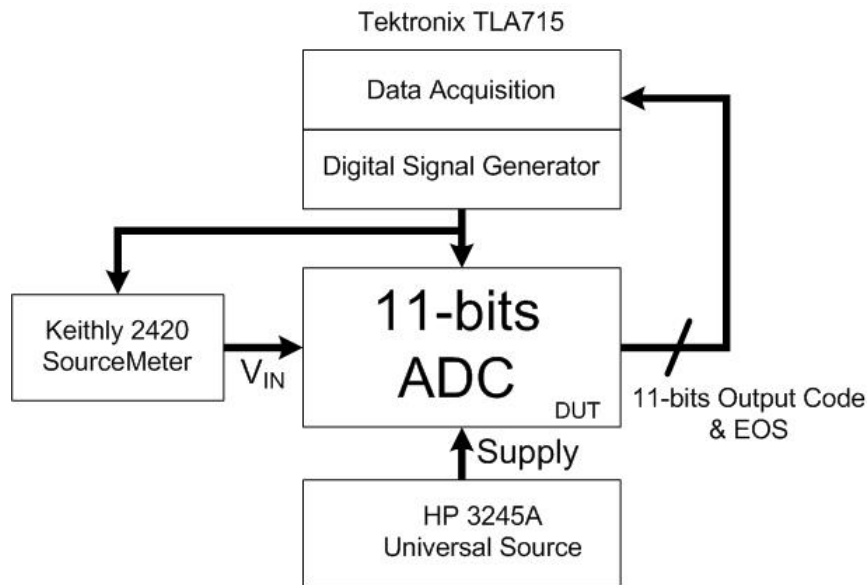 Tektronix TLA715
Data Acquisition
Digital Signal Generator
Keithly 2420
SourceMeter
VIN
11-bits
ADC
DUT
11-bits Output Code
& EOS
Supply
HP 3245A
Universal Source